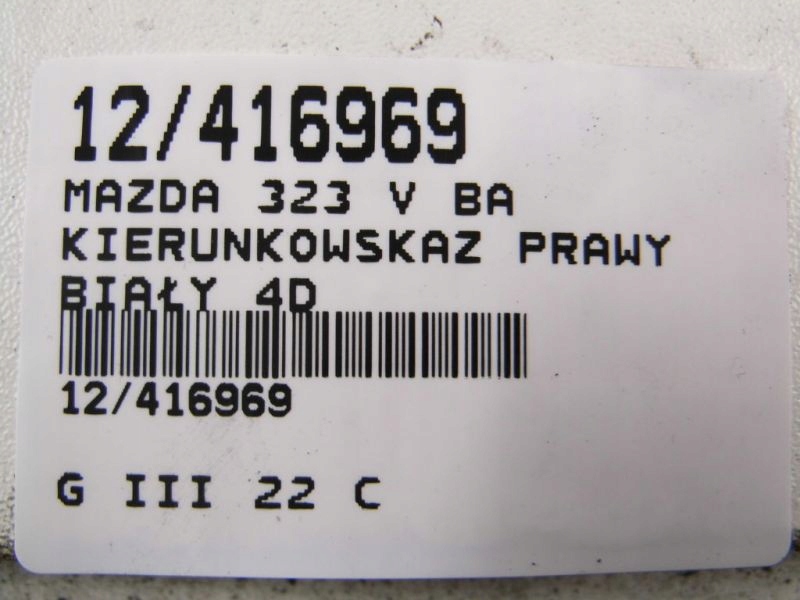 12/416969
MAZDA 323 V BA
KIERUNKOWSKAZ PRAWY
BIAŁY 4D
12/416969
G III 22 C